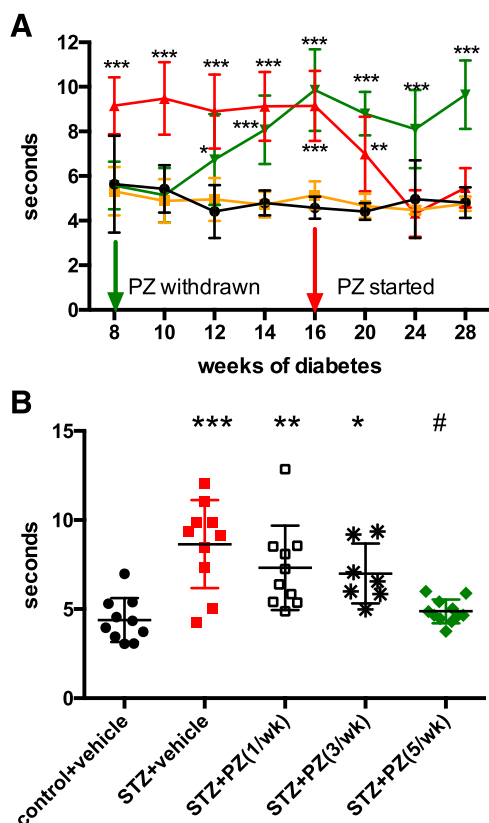 A
12
10
8
6
4
2
0
seconds
***
***
***
***
***
***
***
***
*
***
***
**
PZ withdrawn
PZ started
8
10
12
14
16
20
24
28
weeks of diabetes
B
15
10
5
0
seconds
***
**
*
#
control+vehicle
STZ+vehicle
STZ+PZ(1/wk)
STZ+PZ(3/wk)
STZ+PZ(5/wk)